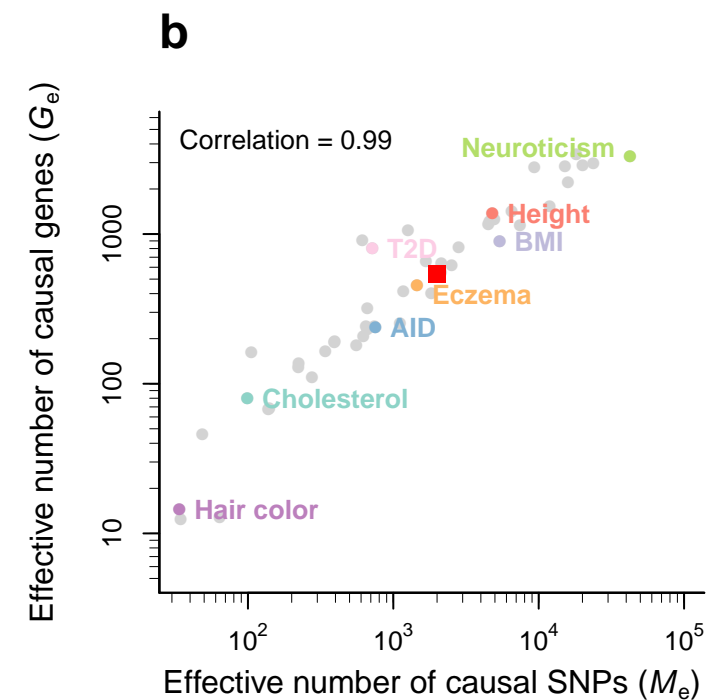 b
Correlation = 0.99
Neuroticism
Height
BMI
T2D
Eczema
AID
Cholesterol
Hair color
Effective number of causal genes (Gₑ)
1000
100
10
10² 10³ 10⁴ 10⁵
Effective number of causal SNPs (Mₑ)